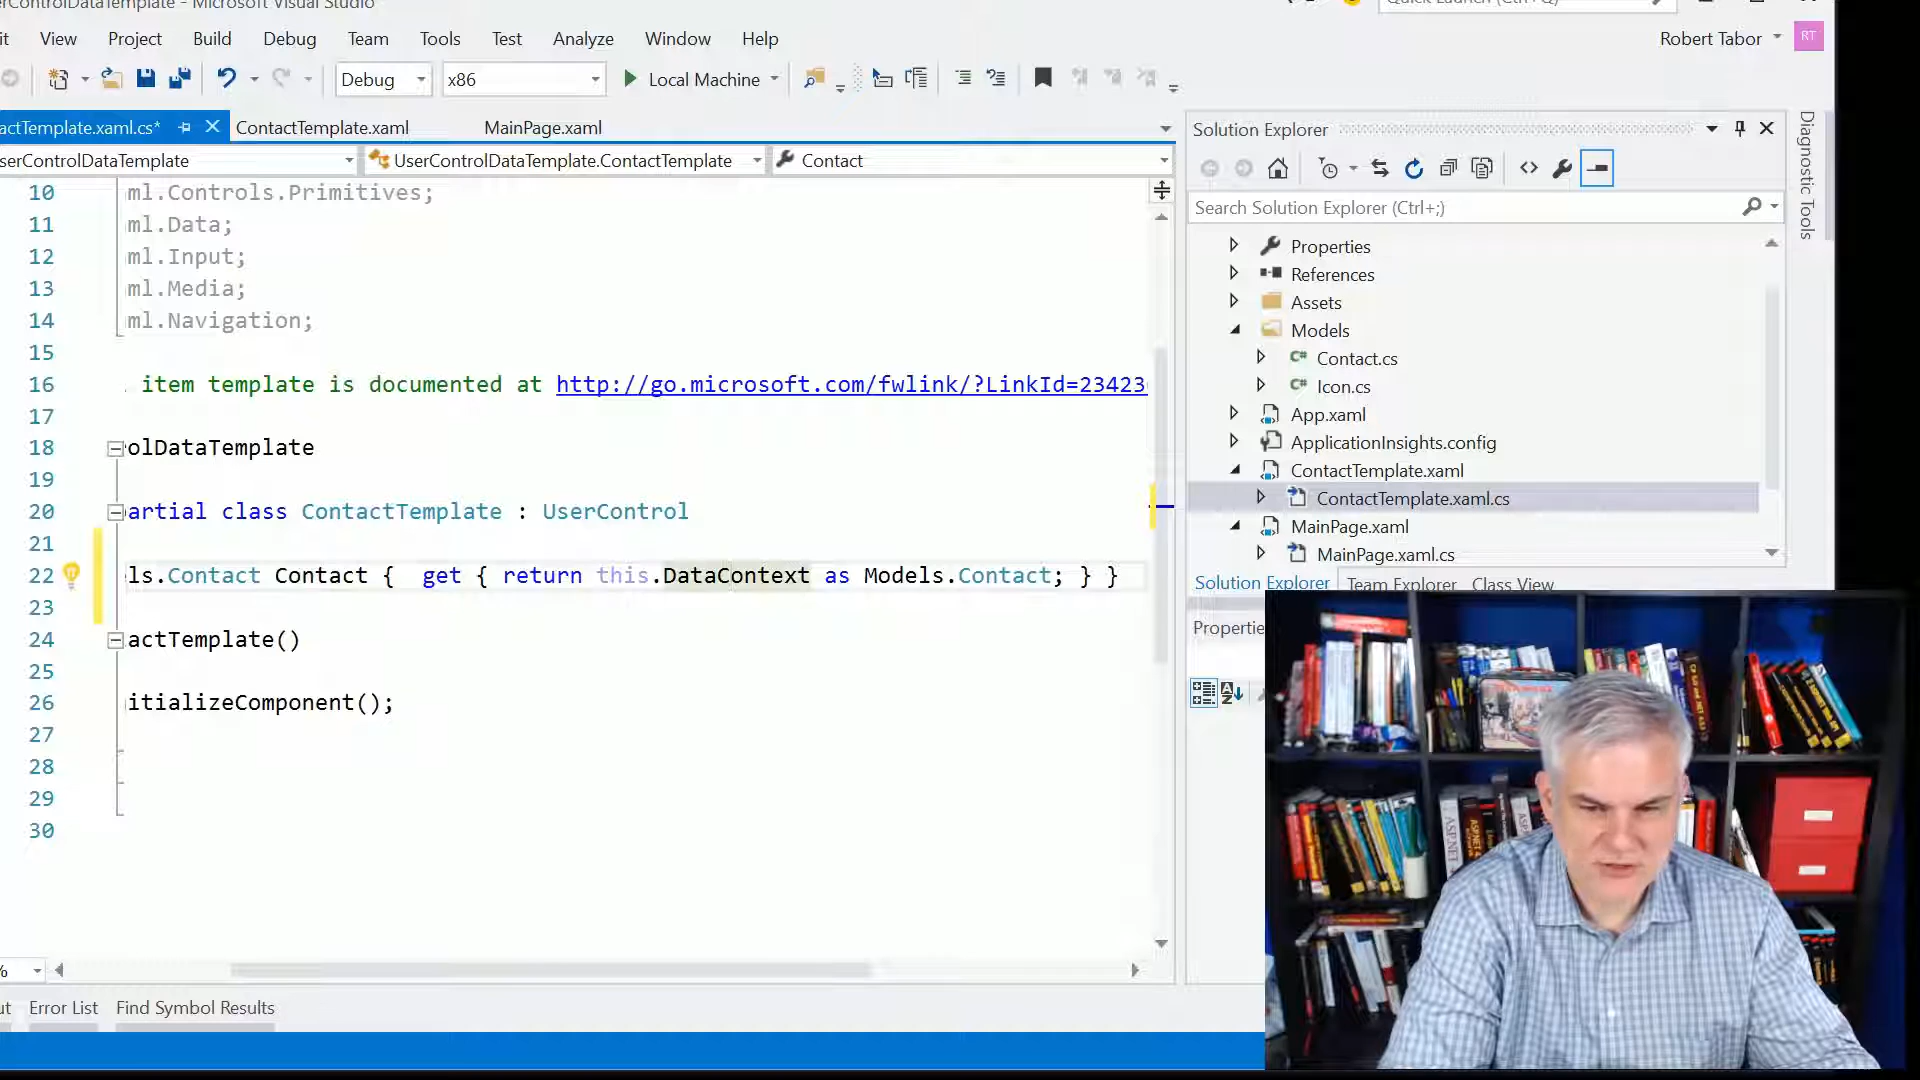 erControlDataTemplate - Microsoft Visual Studio
Quick Launch (Ctrl+Q)
it View Project Build Debug Team Tools Test Analyze Window Help
Robert Tabor RT
Debug x86 Local Machine
actTemplate.xaml.cs* ContactTemplate.xaml MainPage.xaml
serControlDataTemplate UserControlDataTemplate.ContactTemplate Contact
10 ml.Controls.Primitives;
11 ml.Data;
12 ml.Input;
13 ml.Media;
14 ml.Navigation;
15
16 item template is documented at http://go.microsoft.com/fwlink/?LinkId=23423
17
18 olDataTemplate
19
20 artial class ContactTemplate : UserControl
21
22 ls.Contact Contact { get { return this.DataContext as Models.Contact; } }
23
24 actTemplate()
25
26 itializeComponent();
27
28
29
30
%
ut Error List Find Symbol Results
Solution Explorer
Search Solution Explorer (Ctrl+;)
Properties
References
Assets
Models
C# Contact.cs
C# Icon.cs
App.xaml
ApplicationInsights.config
ContactTemplate.xaml
ContactTemplate.xaml.cs
MainPage.xaml
MainPage.xaml.cs
Solution Explorer Team Explorer Class View
Propertie
Diagnostic Tools